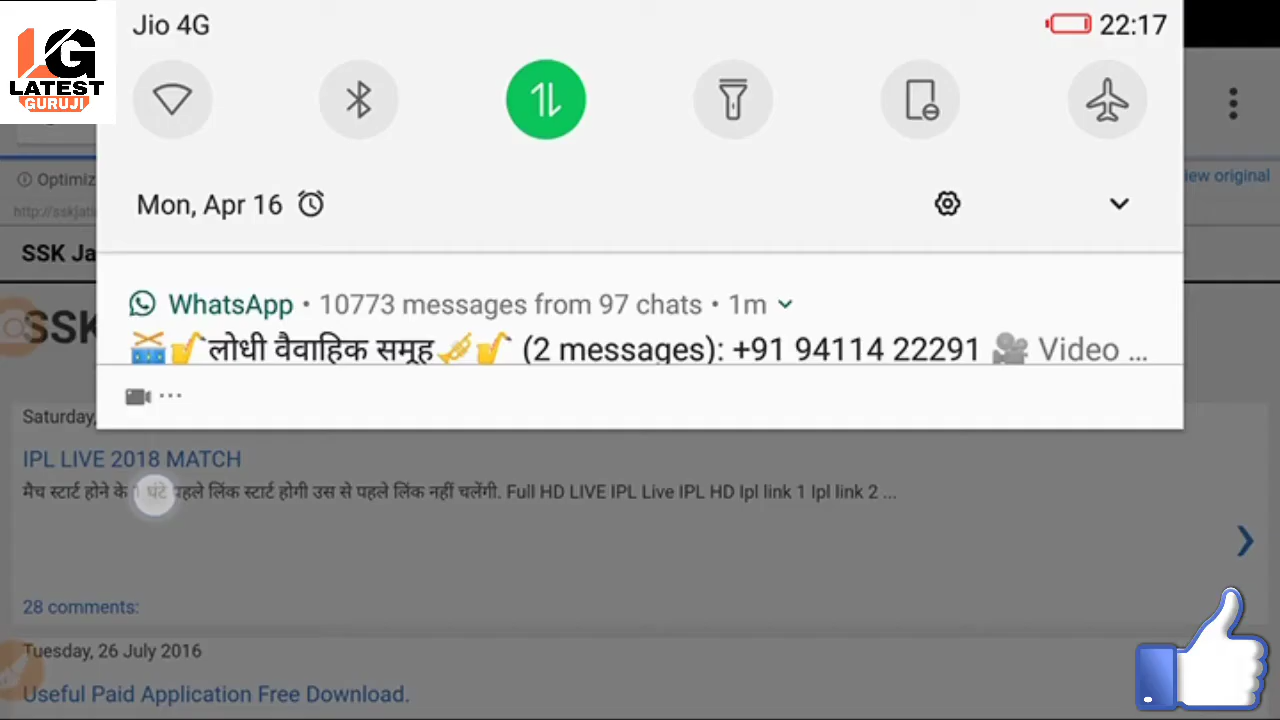 LG
LATEST
GURUJI
Jio 4G
22:17
Mon, Apr 16
Optimiz
iew original
http://sskjati
SSK Ja
WhatsApp • 10773 messages from 97 chats • 1m
लोधी वैवाहिक समूह (2 messages): +91 94114 22291 Video ...
SSK
...
Saturday,
IPL LIVE 2018 MATCH
मैच स्टार्ट होने के 1 घंटे पहले लिंक स्टार्ट होगी उस से पहले लिंक नहीं चलेंगी. Full HD LIVE IPL Live IPL HD Ipl link 1 Ipl link 2 ...
28 comments:
Tuesday, 26 July 2016
Useful Paid Application Free Download.